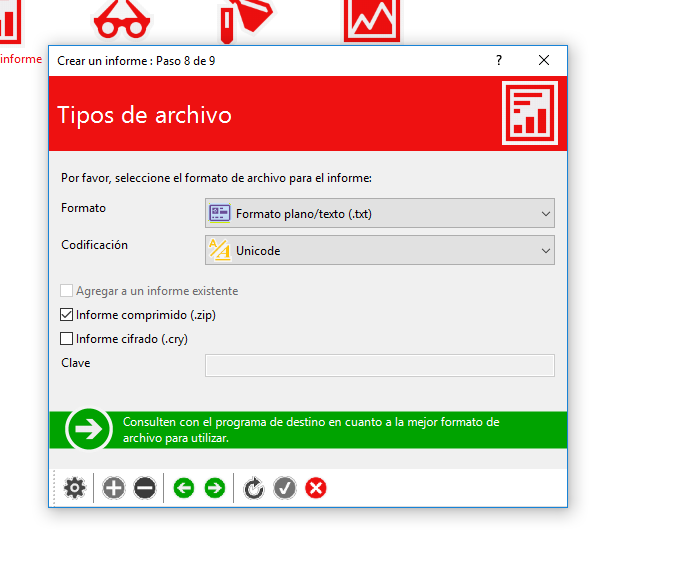 informe
Crear un informe : Paso 8 de 9
?
Tipos de archivo
Por favor, seleccione el formato de archivo para el informe:
Formato
Formato plano/texto (.txt)
Codificación
Unicode
Agregar a un informe existente
Informe comprimido (.zip)
Informe cifrado (.cry)
Clave
Consulten con el programa de destino en cuanto a la mejor formato de
archivo para utilizar.